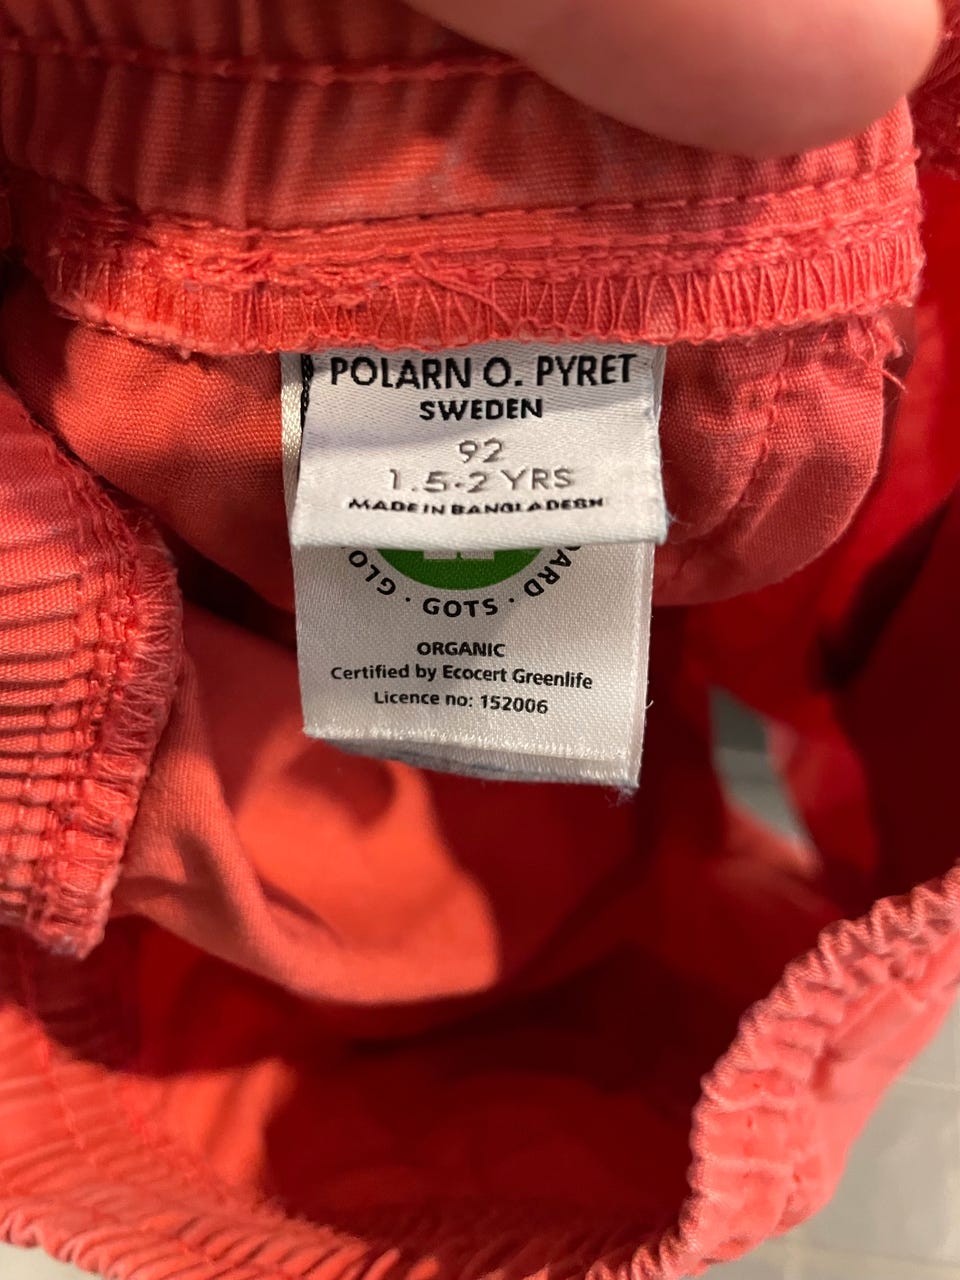 POLARN O. PYRET
SWEDEN
92
1.5-2 YRS
MADE IN BANGLADESH
· GOTS ·
ORGANIC
Certified by Ecocert Greenlife
Licence no: 152006